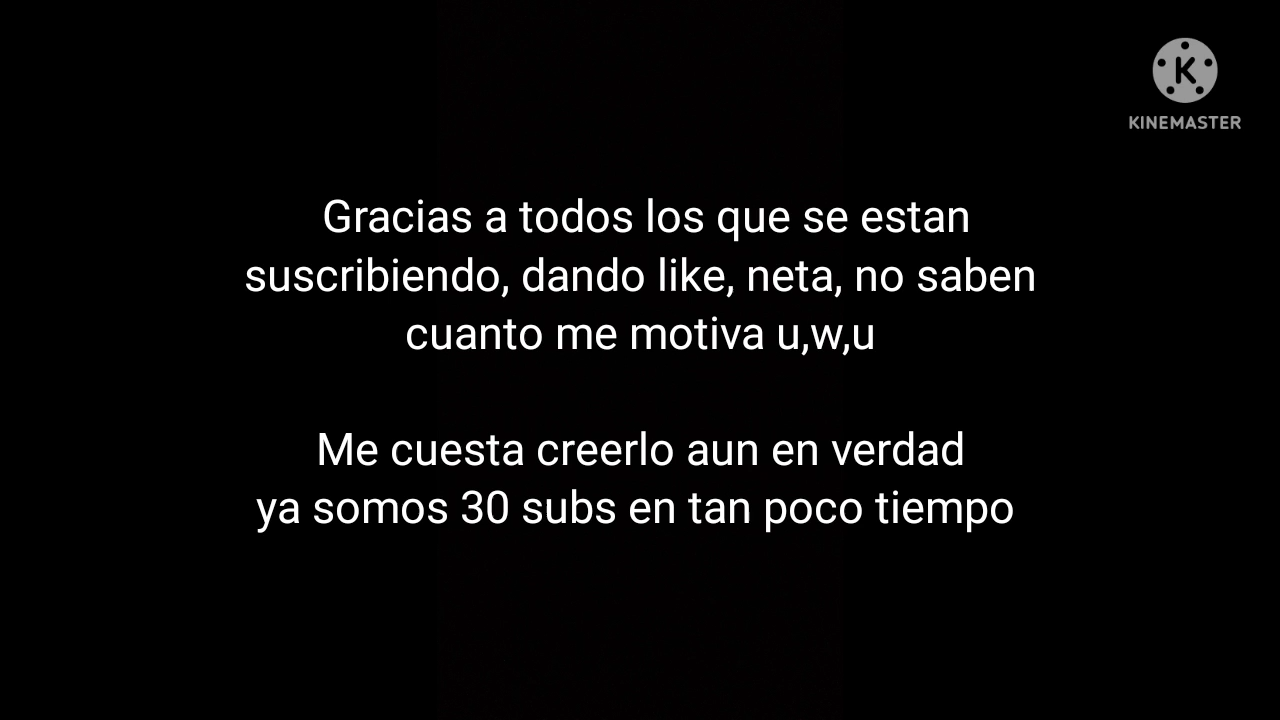 KINEMASTER
Gracias a todos los que se estan
suscribiendo, dando like, neta, no saben
cuanto me motiva u,w,u
Me cuesta creerlo aun en verdad
ya somos 30 subs en tan poco tiempo